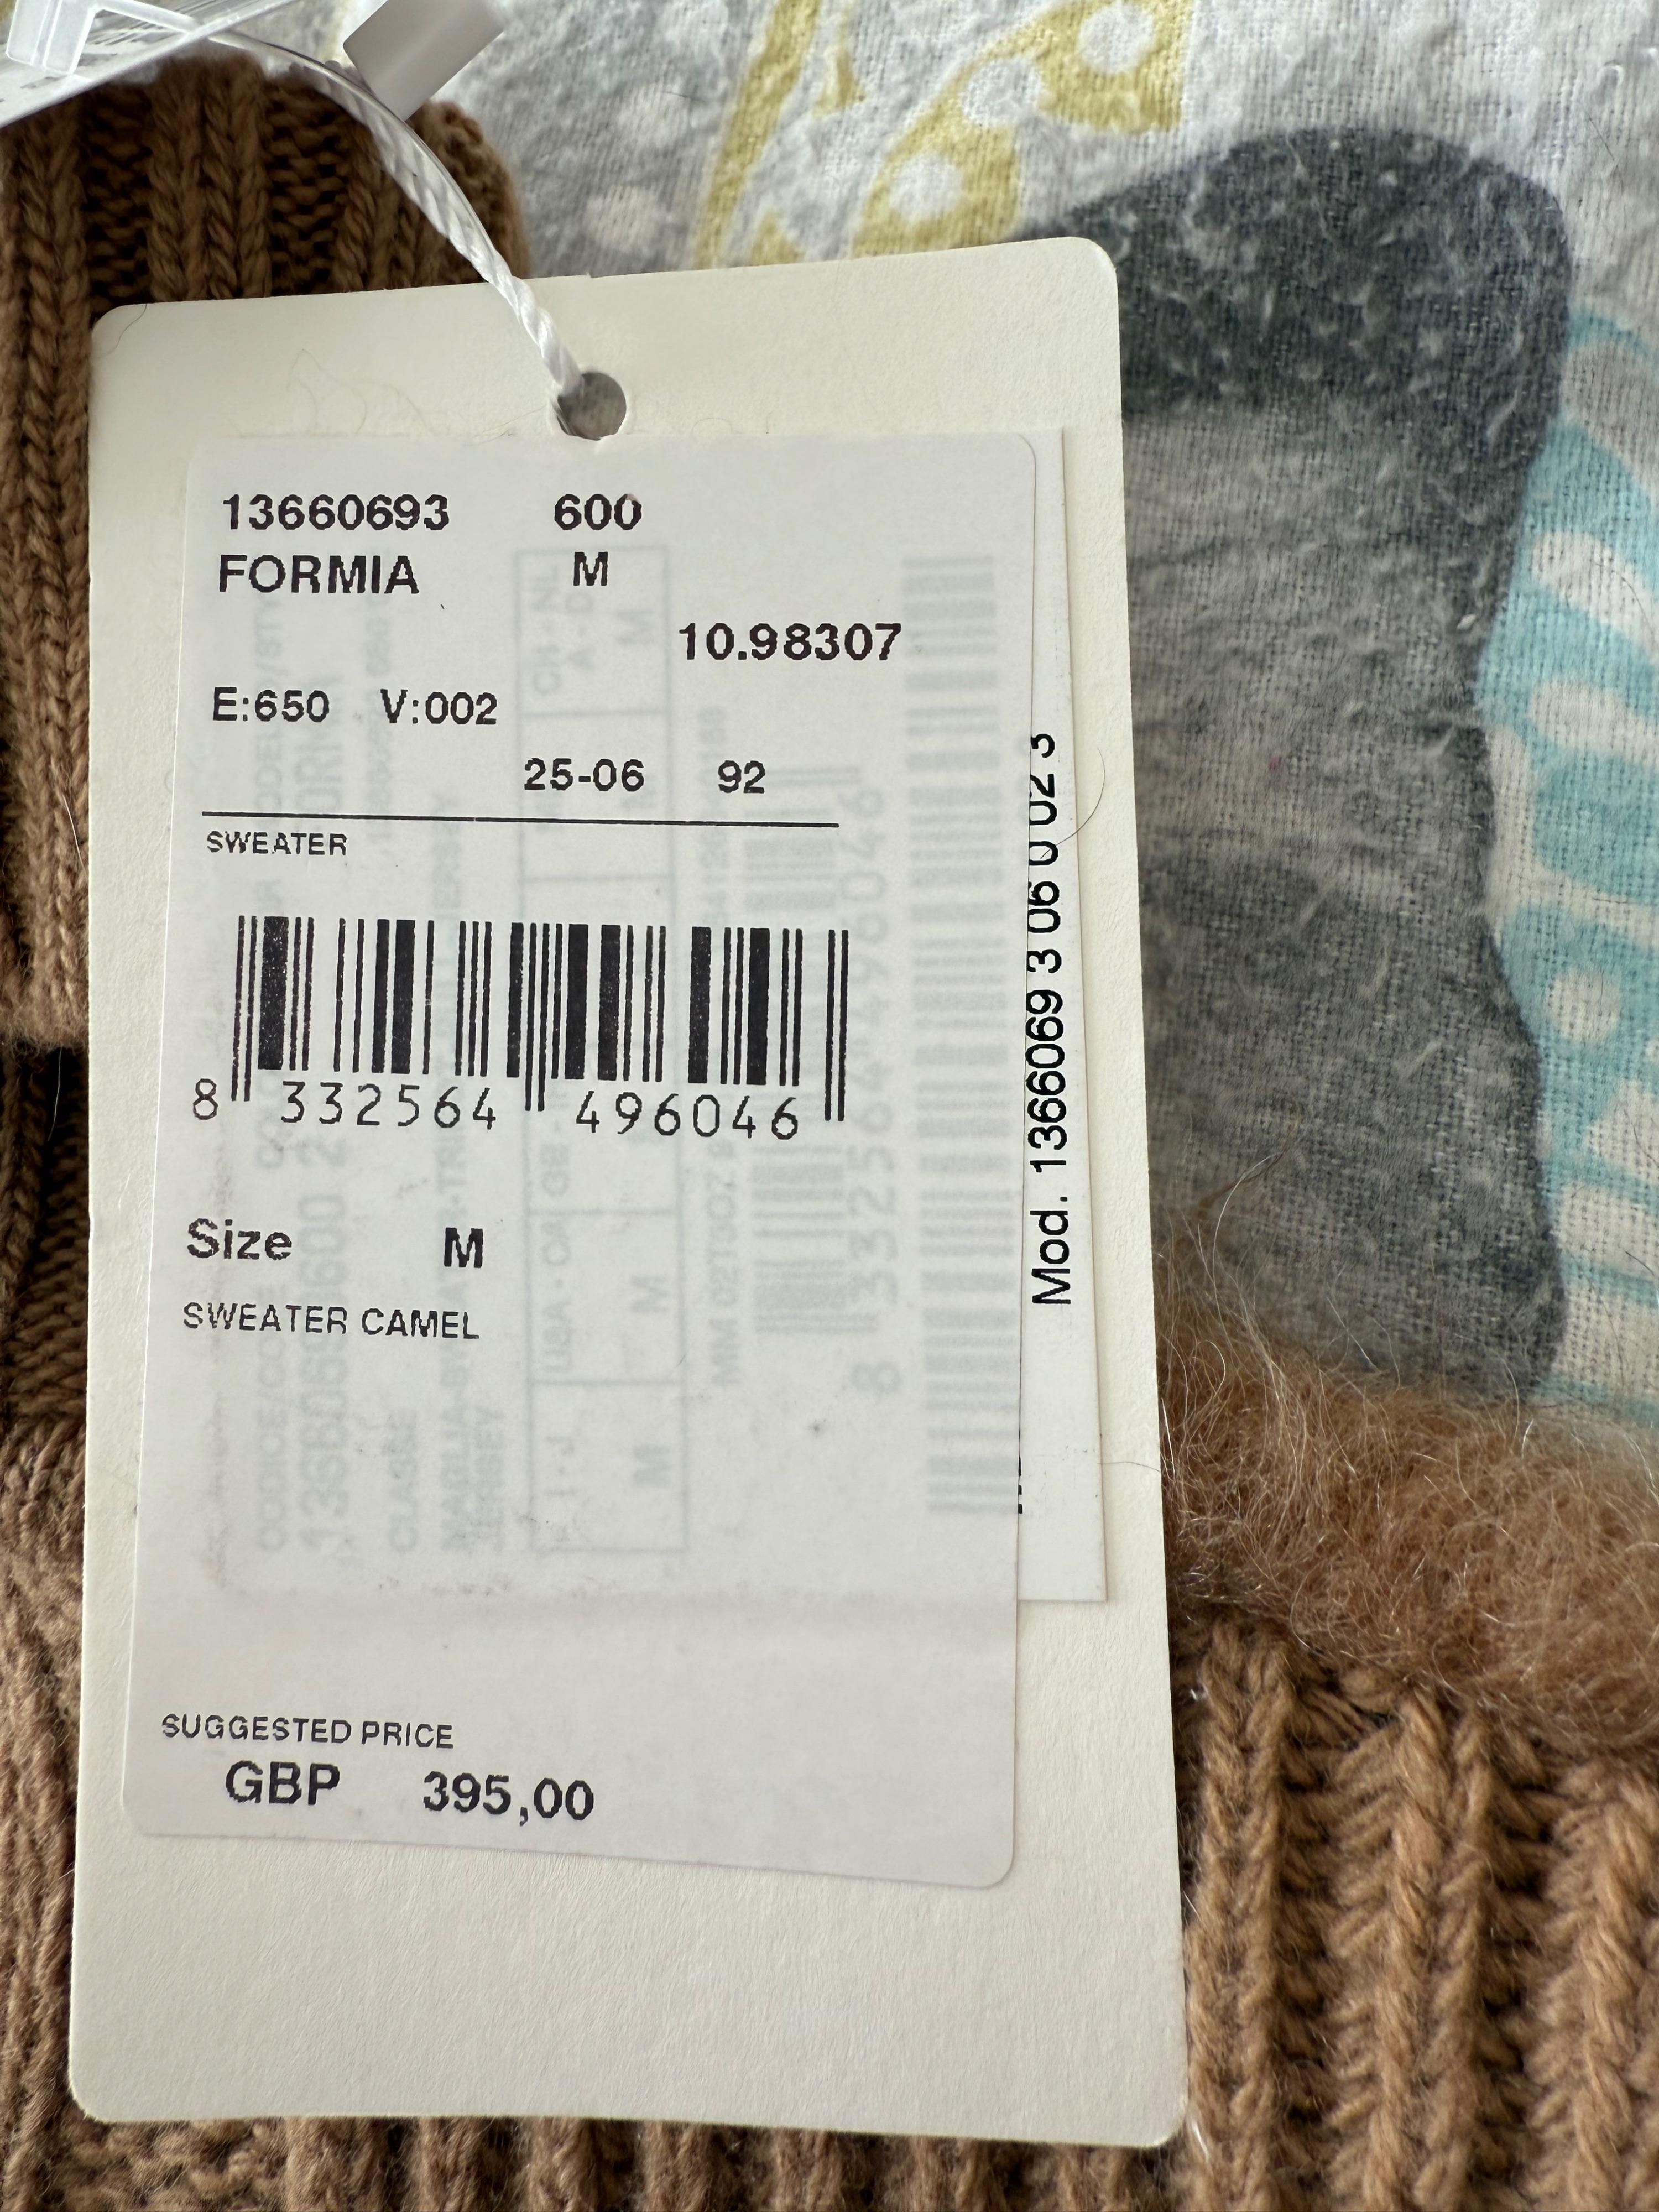 13660693 600
FORMIA M
10.98307
E:650 V:002
25-06 92
SWEATER
8 332564 496046
Size M
SWEATER CAMEL
SUGGESTED PRICE
GBP 395,00
Mod. 1366069 3 06 0 02 3